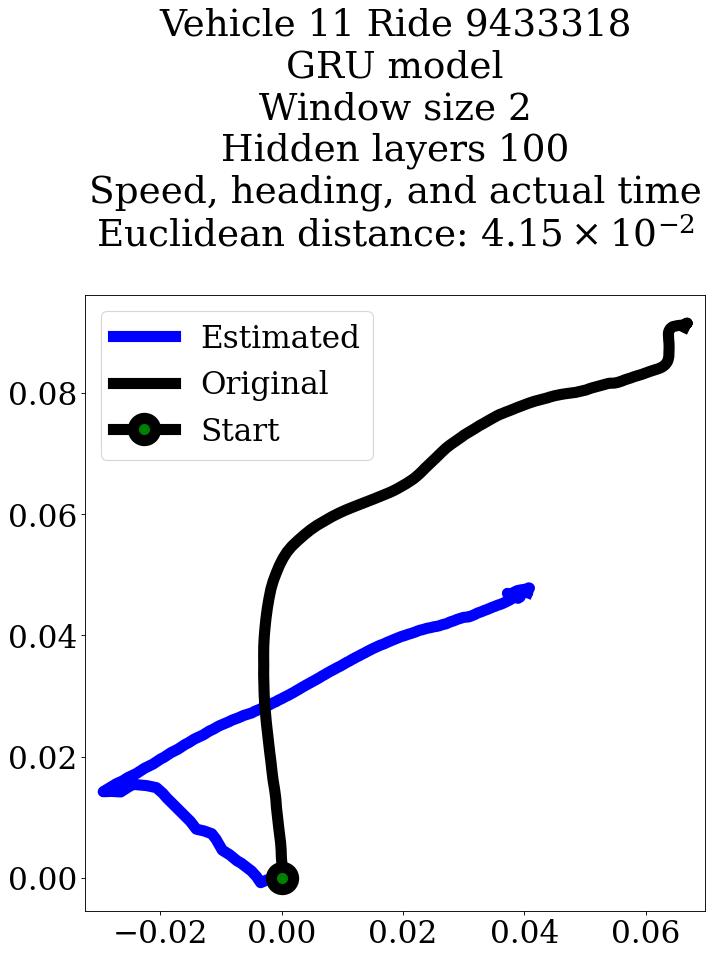 Vehicle 11 Ride 9433318
GRU model
Window size 2
Hidden layers 100
Speed, heading, and actual time
Euclidean distance: 4.15 × 10⁻²
Estimated
Original
Start
0.08
0.06
0.04
0.02
0.00
−0.02 0.00 0.02 0.04 0.06